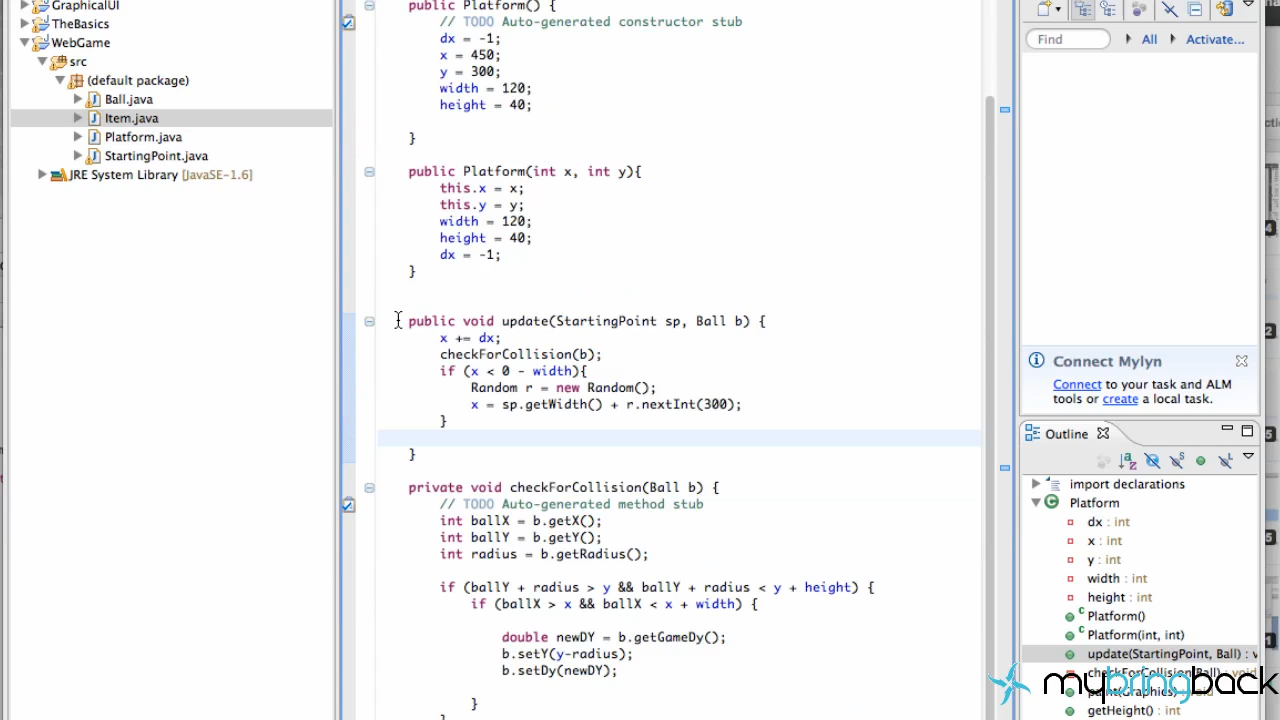 GraphicalUI
TheBasics
WebGame
src
(default package)
Ball.java
Item.java
Platform.java
StartingPoint.java
JRE System Library [JavaSE-1.6]
public Platform() {
// TODO Auto-generated constructor stub
dx = -1;
x = 450;
y = 300;
width = 120;
height = 40;
}
public Platform(int x, int y){
this.x = x;
this.y = y;
width = 120;
height = 40;
dx = -1;
}
public void update(StartingPoint sp, Ball b) {
x += dx;
checkForCollision(b);
if (x < 0 - width){
Random r = new Random();
x = sp.getWidth() + r.nextInt(300);
}
}
private void checkForCollision(Ball b) {
// TODO Auto-generated method stub
int ballX = b.getX();
int ballY = b.getY();
int radius = b.getRadius();
if (ballY + radius > y && ballY + radius < y + height) {
if (ballX > x && ballX < x + width) {
double newDY = b.getGameDy();
b.setY(y-radius);
b.setDy(newDY);
}
Find
All
Activate...
Connect Mylyn
Connect to your task and ALM
tools or create a local task.
Outline
import declarations
Platform
dx : int
x : int
y : int
width : int
height : int
Platform()
Platform(int, int)
update(StartingPoint, Ball) : v
checkForCollision(Ball) : void
paint(Graphics) : void
getHeight() : int
mybringback